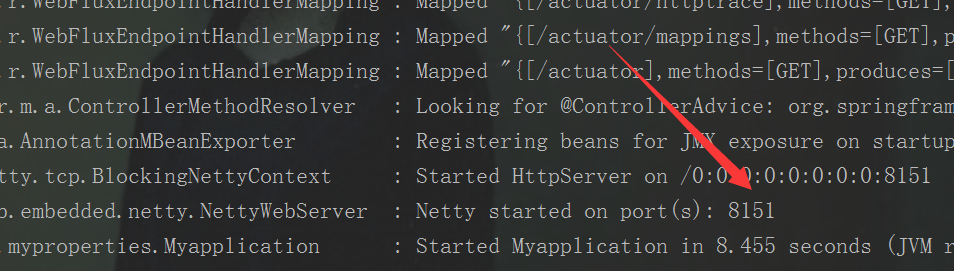 r.WebFluxEndpointHandlerMapping : Mapped "{[/actuator/httptrace],methods=[GET],
r.WebFluxEndpointHandlerMapping : Mapped "{[/actuator/mappings],methods=[GET],p
r.WebFluxEndpointHandlerMapping : Mapped "{[/actuator],methods=[GET],produces=[
r.m.a.ControllerMethodResolver : Looking for @ControllerAdvice: org.springfram
a.AnnotationMBeanExporter : Registering beans for JMX exposure on startup
tty.tcp.BlockingNettyContext : Started HttpServer on /0:0:0:0:0:0:0:0:8151
o.embedded.netty.NettyWebServer : Netty started on port(s): 8151
.myproperties.Myapplication : Started Myapplication in 8.455 seconds (JVM r